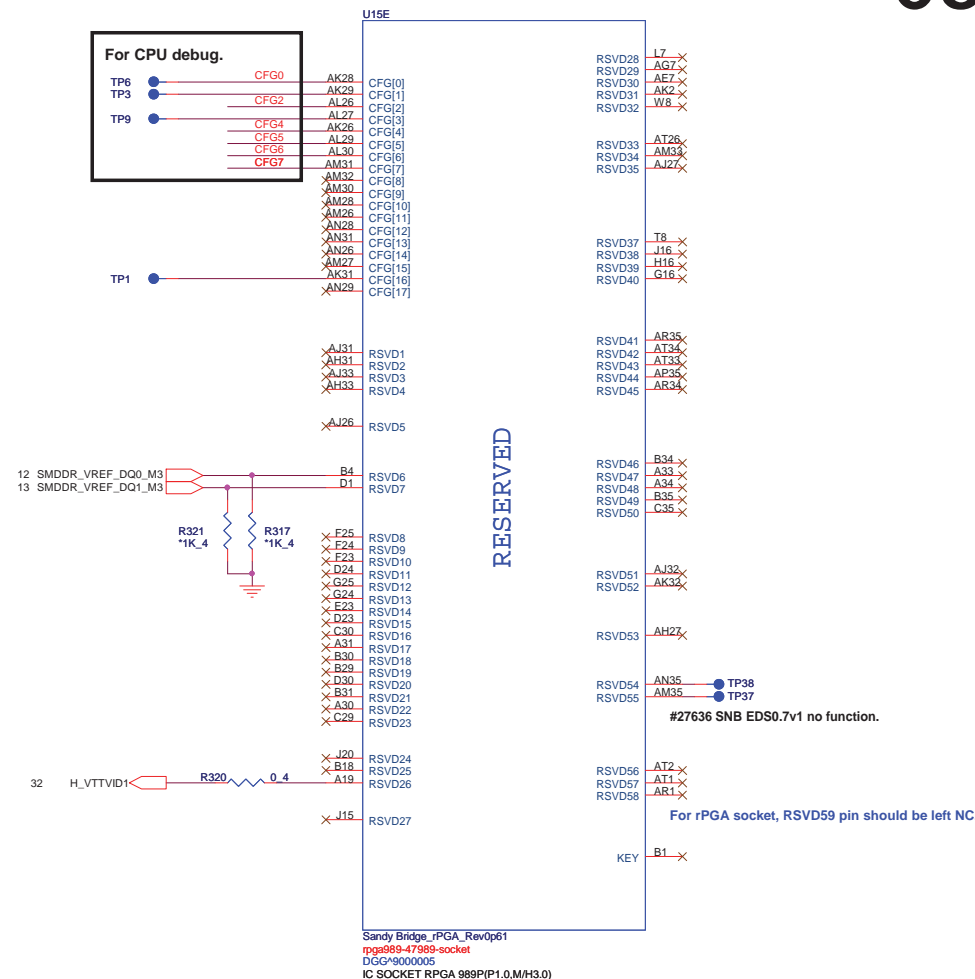 U15E
For CPU debug.
TP6 CFG0 AK28 CFG[0]
TP3 AK29 CFG[1]
CFG2 AL26 CFG[2]
TP9 AL27 CFG[3]
CFG4 AK26 CFG[4]
CFG5 AL29 CFG[5]
CFG6 AL30 CFG[6]
CFG7 AM31 CFG[7]
AM32 CFG[8]
AM30 CFG[9]
AM28 CFG[10]
AM26 CFG[11]
AN28 CFG[12]
AN31 CFG[13]
AN26 CFG[14]
AM27 CFG[15]
TP1 AK31 CFG[16]
AN29 CFG[17]
AJ31 RSVD1
AH31 RSVD2
AJ33 RSVD3
AH33 RSVD4
AJ26 RSVD5
12 SMDDR_VREF_DQ0_M3 B4 RSVD6
13 SMDDR_VREF_DQ1_M3 D1 RSVD7
R321 *1K_4
R317 *1K_4
F25 RSVD8
F24 RSVD9
F23 RSVD10
D24 RSVD11
G25 RSVD12
G24 RSVD13
E23 RSVD14
D23 RSVD15
C30 RSVD16
A31 RSVD17
B30 RSVD18
B29 RSVD19
D30 RSVD20
B31 RSVD21
A30 RSVD22
C29 RSVD23
J20 RSVD24
B18 RSVD25
32 H_VTTVID1 R320 0_4 A19 RSVD26
J15 RSVD27
RESERVED
RSVD28 L7
RSVD29 AG7
RSVD30 AE7
RSVD31 AK2
RSVD32 W8
RSVD33 AT26
RSVD34 AM33
RSVD35 AJ27
RSVD37 T8
RSVD38 J16
RSVD39 H16
RSVD40 G16
RSVD41 AR35
RSVD42 AT34
RSVD43 AT33
RSVD44 AP35
RSVD45 AR34
RSVD46 B34
RSVD47 A33
RSVD48 A34
RSVD49 B35
RSVD50 C35
RSVD51 AJ32
RSVD52 AK32
RSVD53 AH27
RSVD54 AN35 TP38
RSVD55 AM35 TP37
#27636 SNB EDS0.7v1 no function.
RSVD56 AT2
RSVD57 AT1
RSVD58 AR1
For rPGA socket, RSVD59 pin should be left NC
KEY B1
Sandy Bridge_rPGA_Rev0p61
rpga989-47989-socket
DGG^9000005
IC SOCKET RPGA 989P(P1.0,M/H3.0)